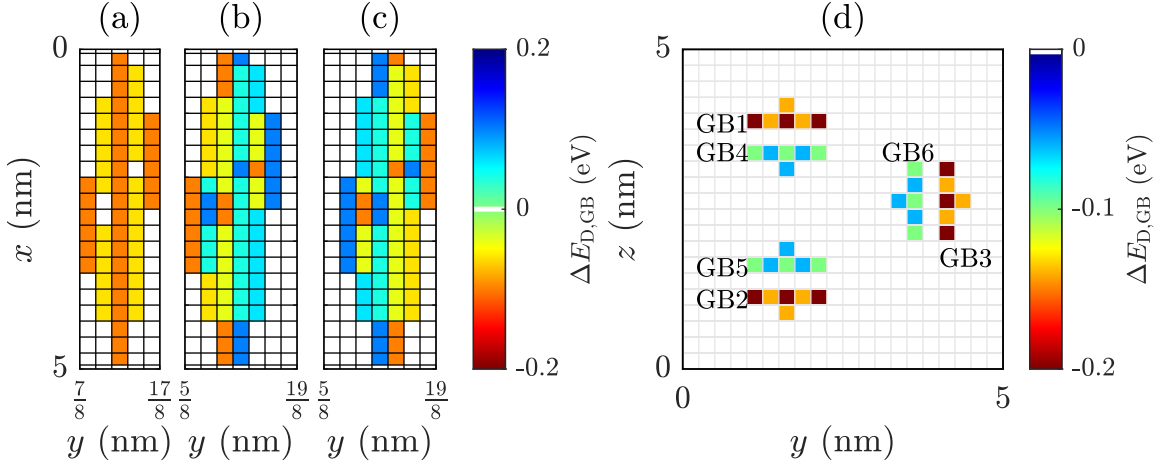 (a)
(b)
(c)
(d)
0
5
x (nm)
7/8
17/8
y (nm)
5/8
19/8
y (nm)
5/8
19/8
y (nm)
0.2
0
-0.2
ΔE_D,GB (eV)
5
0
z (nm)
GB1
GB4
GB6
GB3
GB5
GB2
0
5
y (nm)
0
-0.1
-0.2
ΔE_D,GB (eV)